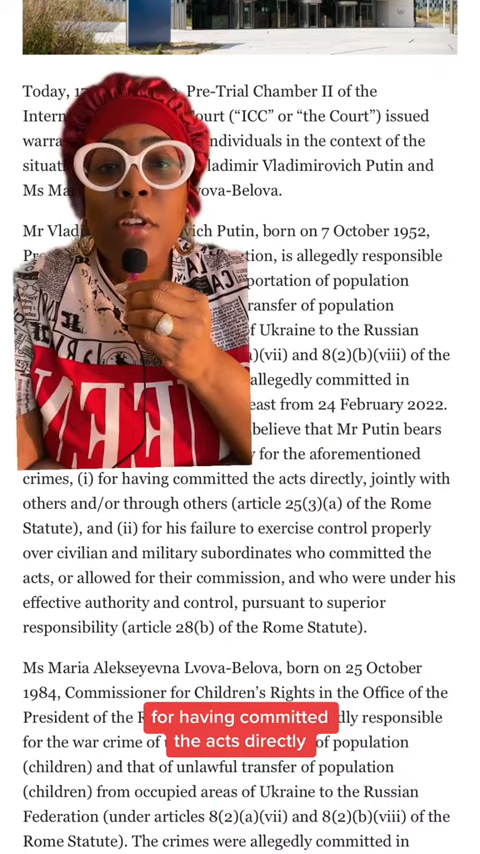 Today, 17 Pre-Trial Chamber II of the
Court (“ICC” or “the Court”) issued
individuals in the context of the
ladimir Vladimirovich Putin and
Ms vova-Belova.
Mr vich Putin, born on 7 October 1952,
tion, is allegedly responsible
portation of population
ransfer of population
f Ukraine to the Russian
)(vii) and 8(2)(b)(viii) of the
allegedly committed in
east from 24 February 2022.
believe that Mr Putin bears
y for the aforementioned
crimes, (i) for having committed the acts directly, jointly with
others and/or through others (article 25(3)(a) of the Rome
Statute), and (ii) for his failure to exercise control properly
over civilian and military subordinates who committed the
acts, or allowed for their commission, and who were under his
effective authority and control, pursuant to superior
responsibility (article 28(b) of the Rome Statute).
Ms Maria Alekseyevna Lvova-Belova, born on 25 October
1984, Commissioner for Children’s Rights in the Office of the
President of the dly responsible
for the war crime of of population
for having committed
the acts directly
(children) and that of unlawful transfer of population
(children) from occupied areas of Ukraine to the Russian
Federation (under articles 8(2)(a)(vii) and 8(2)(b)(viii) of the
Rome Statute). The crimes were allegedly committed in